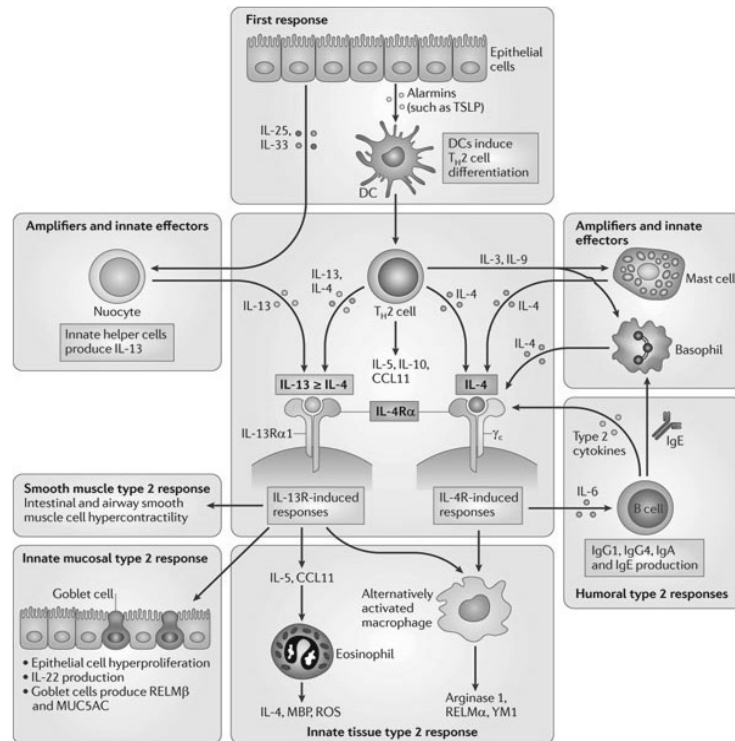 First response
Epithelial
cells
Alarmins
(such as TSLP)
IL-25,
IL-33
DC
DCs induce
T_H2 cell
differentiation
Amplifiers and innate effectors
Nuocyte
Innate helper cells
produce IL-13
IL-13
IL-13,
IL-4
T_H2 cell
IL-3, IL-9
IL-4
IL-4
IL-5, IL-10,
CCL11
Amplifiers and innate
effectors
Mast cell
IL-4
Basophil
IL-13 ≥ IL-4
IL-4
IL-4Rα
IL-13Rα1
γc
Type 2
cytokines
IgE
IL-13R-induced
responses
IL-4R-induced
responses
IL-6
B cell
IgG1, IgG4, IgA
and IgE production
Humoral type 2 responses
Smooth muscle type 2 response
Intestinal and airway smooth
muscle cell hypercontractility
Innate mucosal type 2 response
Goblet cell
• Epithelial cell hyperproliferation
• IL-22 production
• Goblet cells produce RELMβ
and MUC5AC
IL-5, CCL11
Eosinophil
IL-4, MBP, ROS
Alternatively
activated
macrophage
Arginase 1,
RELMα, YM1
Innate tissue type 2 response